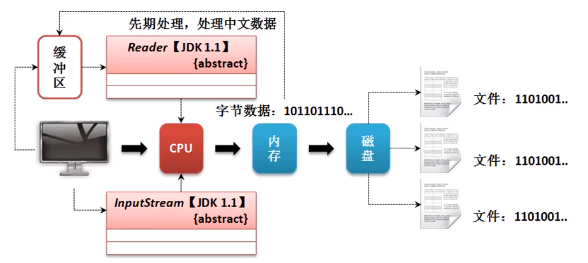 先期处理，处理中文数据
缓
冲
区
Reader【JDK 1.1】
{abstract}
字节数据：101101110...
CPU
内
存
磁
盘
文件：1101001..
文件：1101001..
文件：1101001..
InputStream【JDK 1.1】
{abstract}